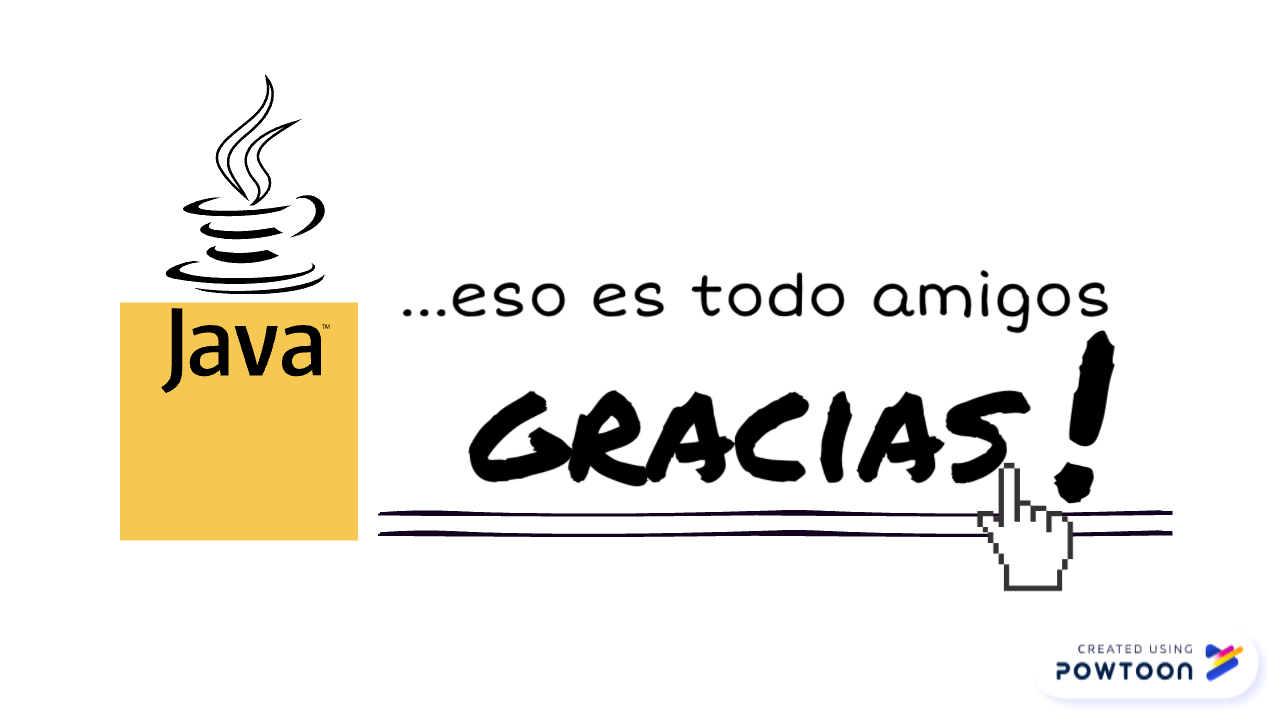 Java™
...eso es todo amigos
GRACIAS!
CREATED USING
POWTOON